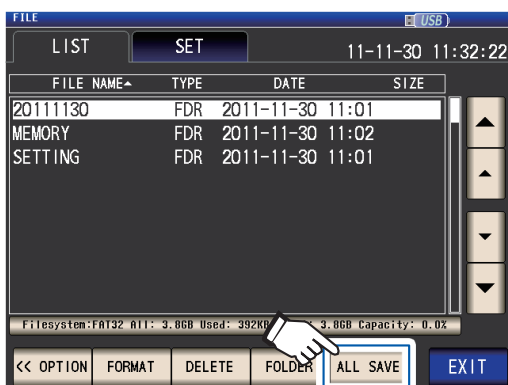 FILE
USB
LIST SET 11-11-30 11:32:22
FILE NAME▲ TYPE DATE SIZE
20111130 FDR 2011-11-30 11:01
MEMORY FDR 2011-11-30 11:02
SETTING FDR 2011-11-30 11:01
Filesystem:FAT32 All: 3.8GB Used: 392KB 3.8GB Capacity: 0.0%
<< OPTION FORMAT DELETE FOLDER ALL SAVE EXIT